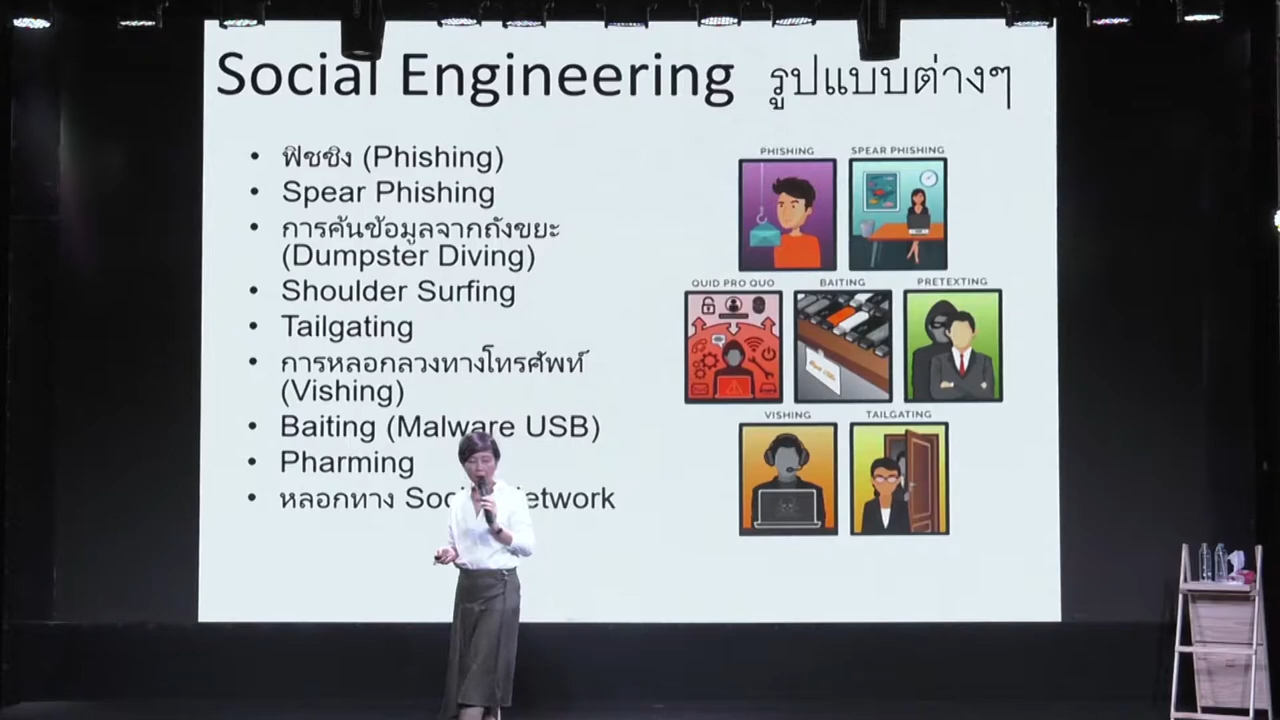 Social Engineering รูปแบบต่างๆ
• ฟิชชิง (Phishing)
• Spear Phishing
• การค้นข้อมูลจากถังขยะ
(Dumpster Diving)
• Shoulder Surfing
• Tailgating
• การหลอกลวงทางโทรศัพท์
(Vishing)
• Baiting (Malware USB)
• Pharming
• หลอกทาง Network
PHISHING
SPEAR PHISHING
QUID PRO QUO
BAITING
PRETEXTING
VISHING
TAILGATING